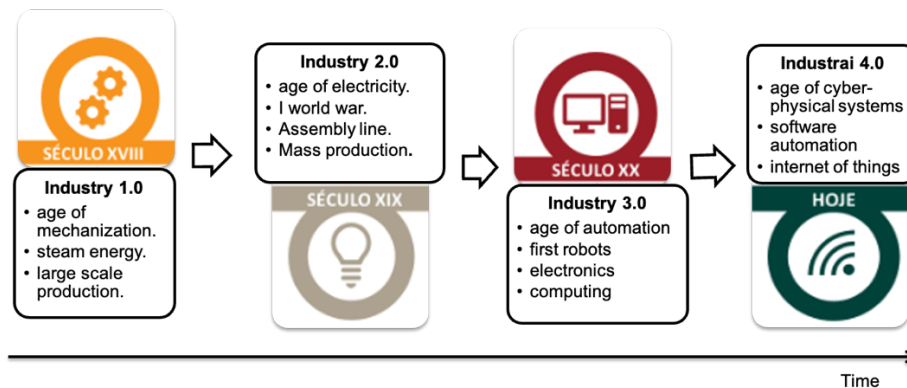 SÉCULO XVIII
Industry 1.0
• age of
mechanization.
• steam energy.
• large scale
production.
Industry 2.0
• age of electricity.
• I world war.
• Assembly line.
• Mass production.
SÉCULO XIX
SÉCULO XX
Industry 3.0
• age of automation
• first robots
• electronics
• computing
Industrai 4.0
• age of cyber-
physical systems
• software
automation
• internet of things
HOJE
Time